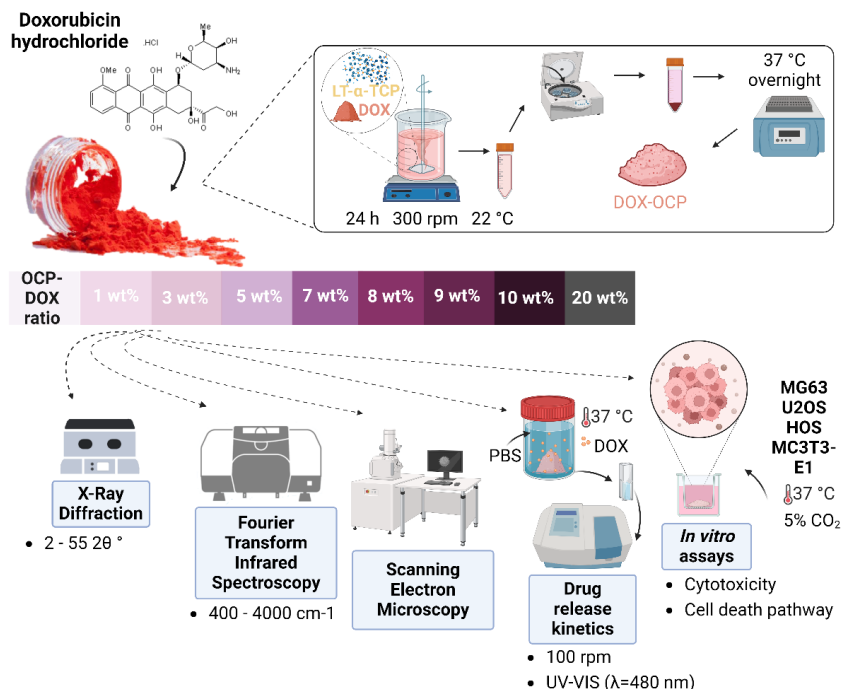 Doxorubicin
hydrochloride
.HCl
Me
O
OH
H
NH₂
O
OMe
O
OH
O
OH
O
OH
OH
O
H
LT-α-TCP
DOX
24 h 300 rpm 22 °C
37 °C
overnight
DOX-OCP
OCP-
DOX
ratio
1 wt%
3 wt%
5 wt%
7 wt%
8 wt%
9 wt%
10 wt%
20 wt%
X-Ray
Diffraction
• 2 - 55 2θ °
Fourier
Transform
Infrared
Spectroscopy
• 400 - 4000 cm-1
Scanning
Electron
Microscopy
PBS
37 °C
DOX
Drug
release
kinetics
• 100 rpm
• UV-VIS (λ=480 nm)
MG63
U2OS
HOS
MC3T3-
E1
37 °C
5% CO₂
In vitro
assays
• Cytotoxicity
• Cell death pathway